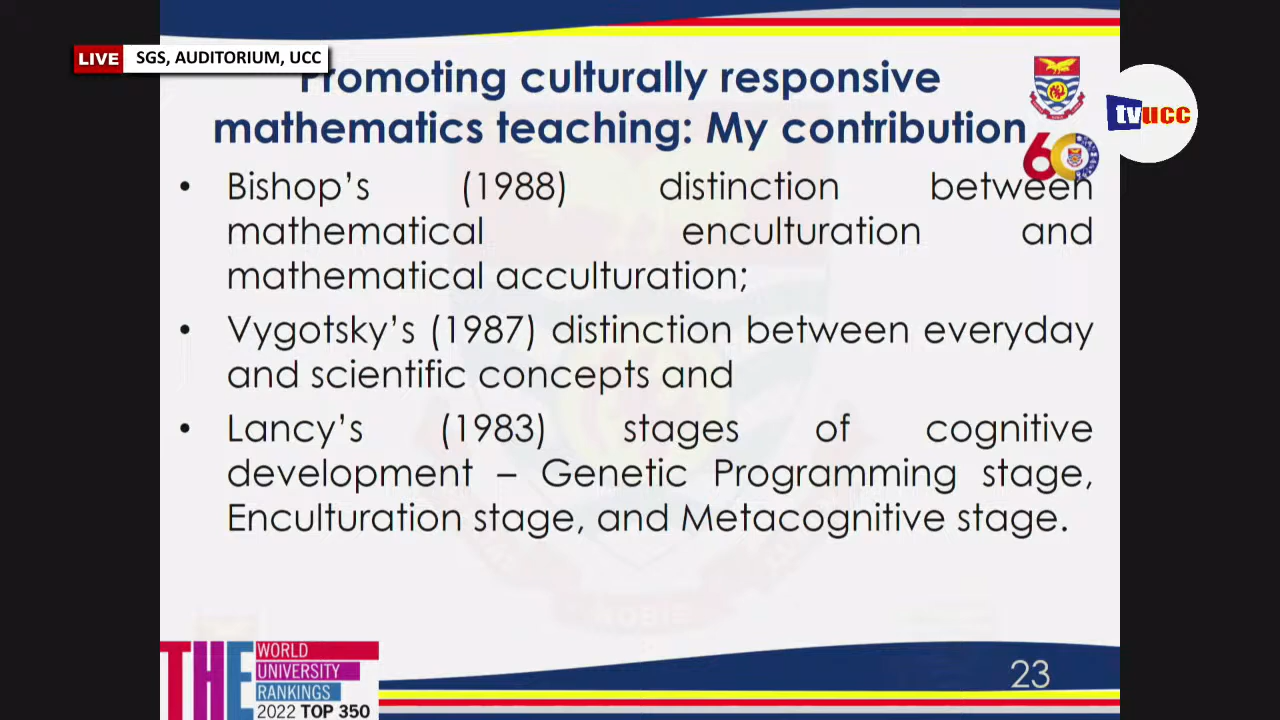 LIVE SGS, AUDITORIUM, UCC
Promoting culturally responsive
mathematics teaching: My contribution
tvucc
60
• Bishop's (1988) distinction between
mathematical enculturation and
mathematical acculturation;
• Vygotsky's (1987) distinction between everyday
and scientific concepts and
• Lancy's (1983) stages of cognitive
development – Genetic Programming stage,
Enculturation stage, and Metacognitive stage.
THE WORLD
UNIVERSITY
RANKINGS
2022 TOP 350
23